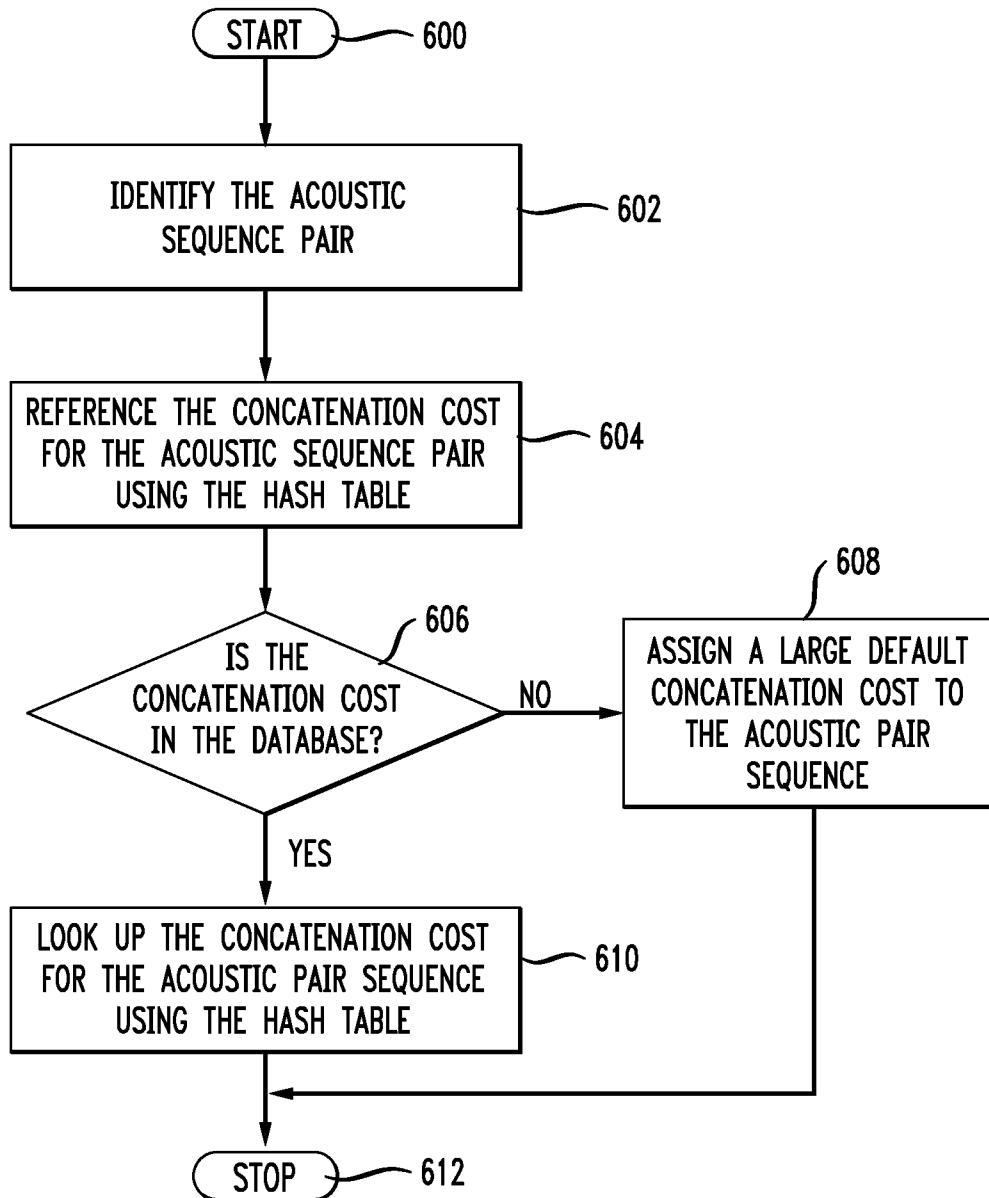 START
600
IDENTIFY THE ACOUSTIC
SEQUENCE PAIR
602
REFERENCE THE CONCATENATION COST
FOR THE ACOUSTIC SEQUENCE PAIR
USING THE HASH TABLE
604
IS THE
CONCATENATION COST
IN THE DATABASE?
606
NO
608
ASSIGN A LARGE DEFAULT
CONCATENATION COST TO
THE ACOUSTIC PAIR
SEQUENCE
YES
LOOK UP THE CONCATENATION COST
FOR THE ACOUSTIC PAIR SEQUENCE
USING THE HASH TABLE
610
STOP
612